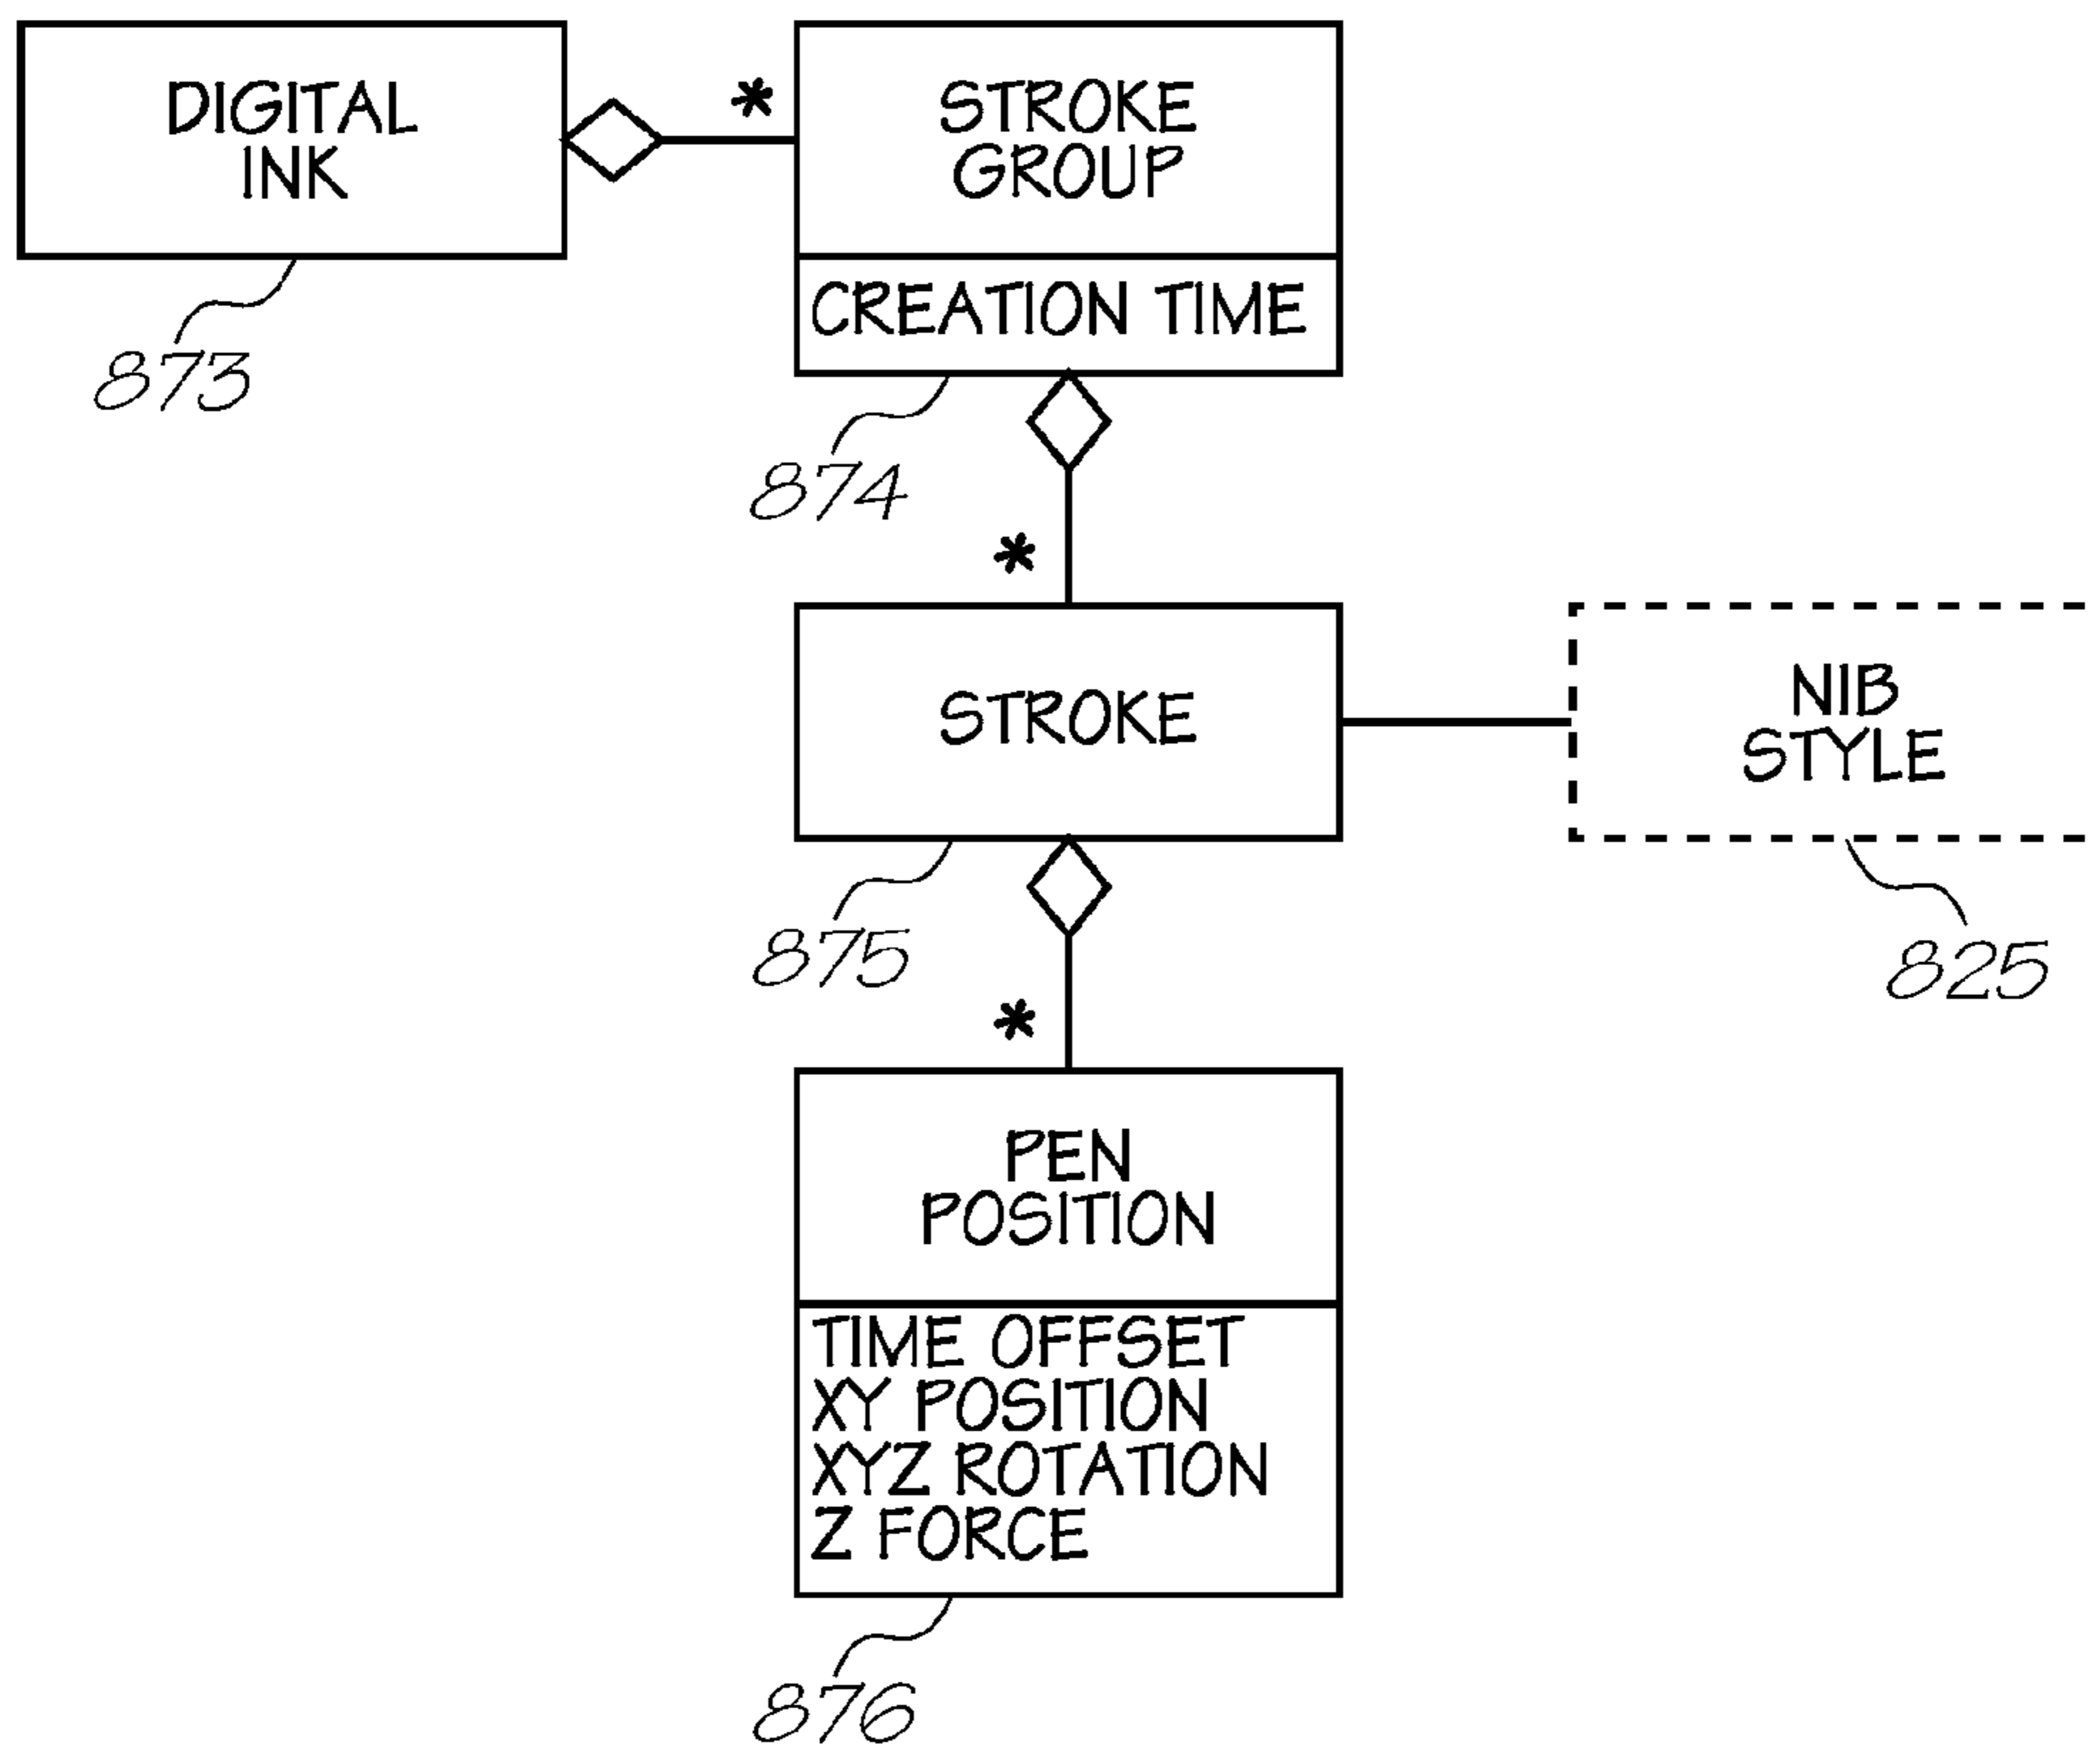 DIGITAL
INK
*
STROKE
GROUP
CREATION TIME
873
874
*
STROKE
NIB
STYLE
875
825
*
PEN
POSITION
TIME OFFSET
XY POSITION
XYZ ROTATION
Z FORCE
876